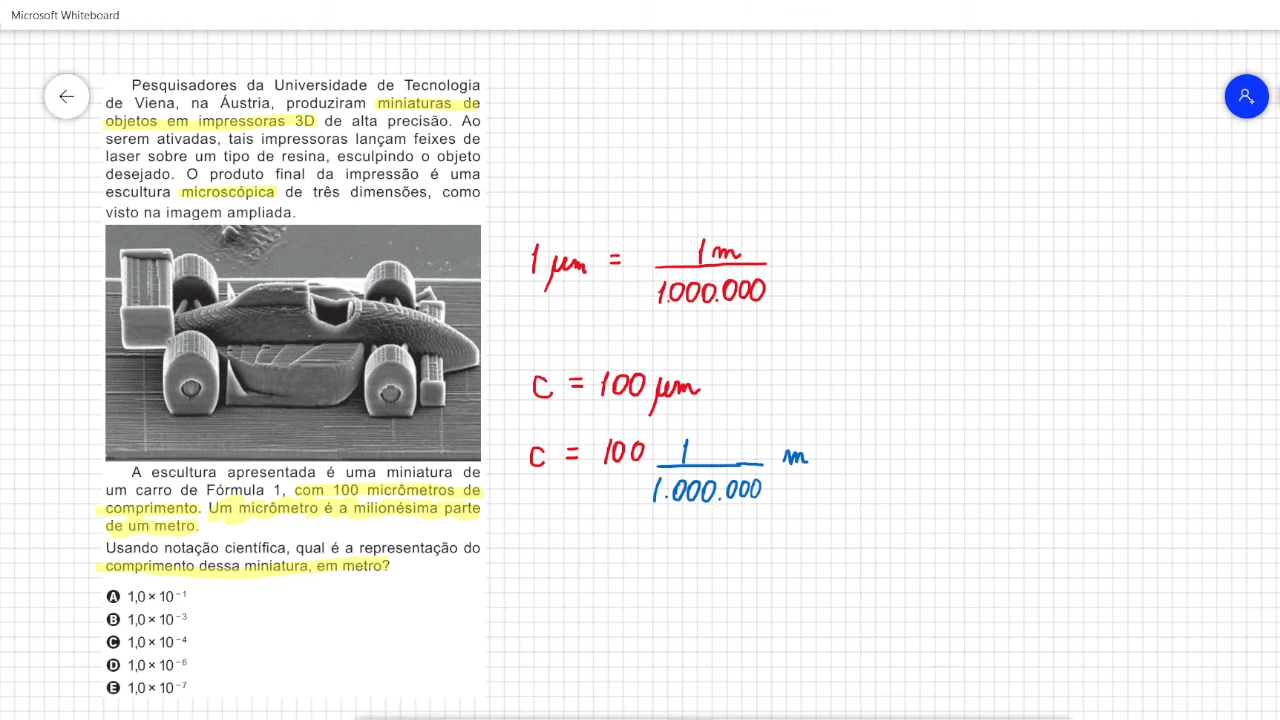 Microsoft Whiteboard
Pesquisadores da Universidade de Tecnologia
de Viena, na Áustria, produziram miniaturas de
objetos em impressoras 3D de alta precisão. Ao
serem ativadas, tais impressoras lançam feixes de
laser sobre um tipo de resina, esculpindo o objeto
desejado. O produto final da impressão é uma
escultura microscópica de três dimensões, como
visto na imagem ampliada.
A escultura apresentada é uma miniatura de
um carro de Fórmula 1, com 100 micrômetros de
comprimento. Um micrômetro é a milionésima parte
de um metro.
Usando notação científica, qual é a representação do
comprimento dessa miniatura, em metro?
A 1,0 × 10⁻¹
B 1,0 × 10⁻³
C 1,0 × 10⁻⁴
D 1,0 × 10⁻⁶
E 1,0 × 10⁻⁷
1 μm = 1 m
1.000.000
C = 100 μm
C = 100 1 m
1.000.000